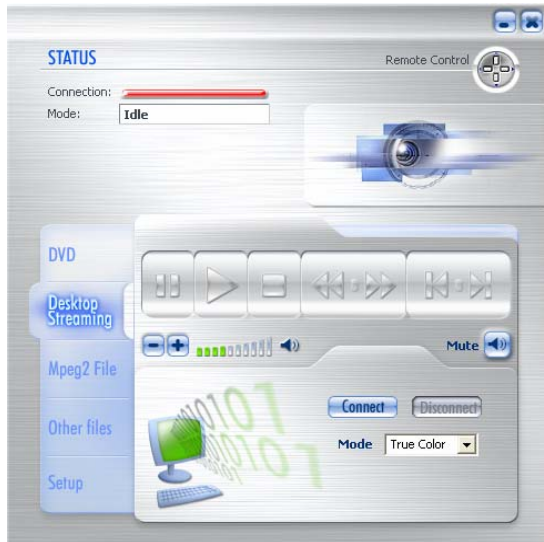 STATUS
Remote Control
Connection:
Mode: Idle
DVD
Desktop
Streaming
Mute
Mpeg2 File
Connect Disconnect
Other files
Mode True Color
Setup